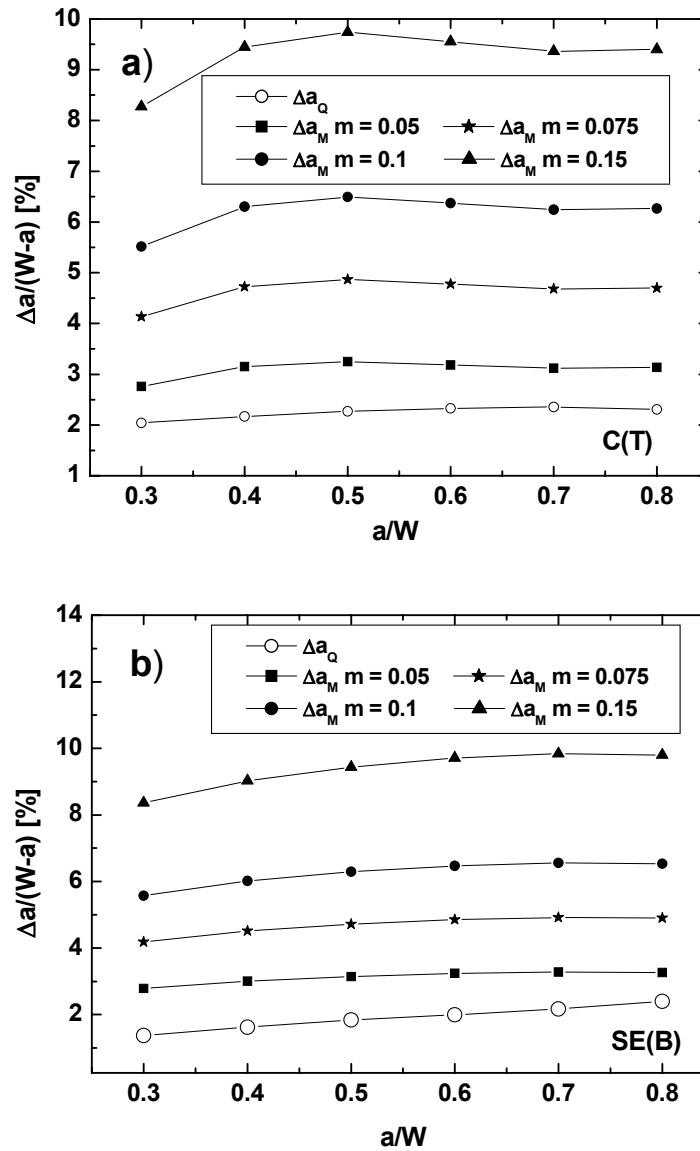 10
9
8
7
6
5
4
3
2
1
Δa/(W-a) [%]
a)
Δa_Q
Δa_M m = 0.05
Δa_M m = 0.075
Δa_M m = 0.1
Δa_M m = 0.15
C(T)
0.3 0.4 0.5 0.6 0.7 0.8
a/W
14
12
10
8
6
4
2
Δa/(W-a) [%]
b)
Δa_Q
Δa_M m = 0.05
Δa_M m = 0.075
Δa_M m = 0.1
Δa_M m = 0.15
SE(B)
0.3 0.4 0.5 0.6 0.7 0.8
a/W